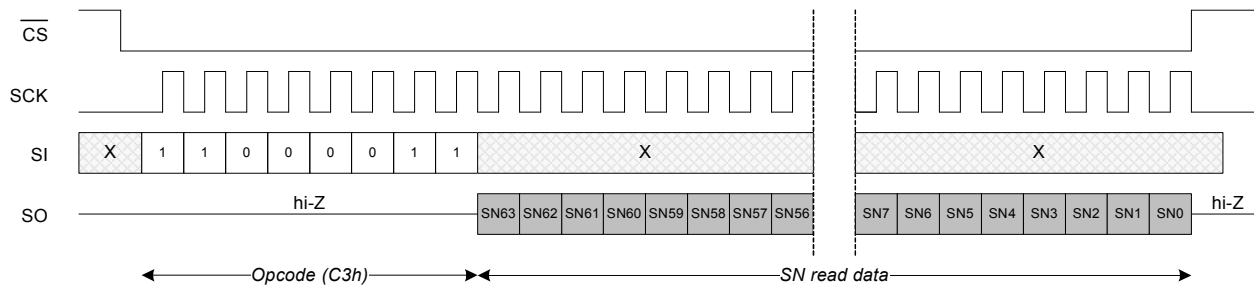 CS
SCK
SI X 1 1 0 0 0 0 1 1 X X
SO hi-Z SN63 SN62 SN61 SN60 SN59 SN58 SN57 SN56 SN7 SN6 SN5 SN4 SN3 SN2 SN1 SN0 hi-Z
Opcode (C3h) SN read data